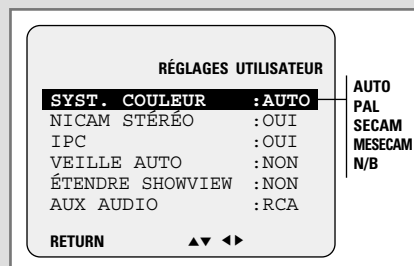 RÉGLAGES UTILISATEUR
SYST. COULEUR :AUTO
NICAM STÉRÉO :OUI
IPC :OUI
VEILLE AUTO :NON
ÉTENDRE SHOWVIEW :NON
AUX AUDIO :RCA
RETURN ▲▼ ◀▶
AUTO
PAL
SECAM
MESECAM
N/B